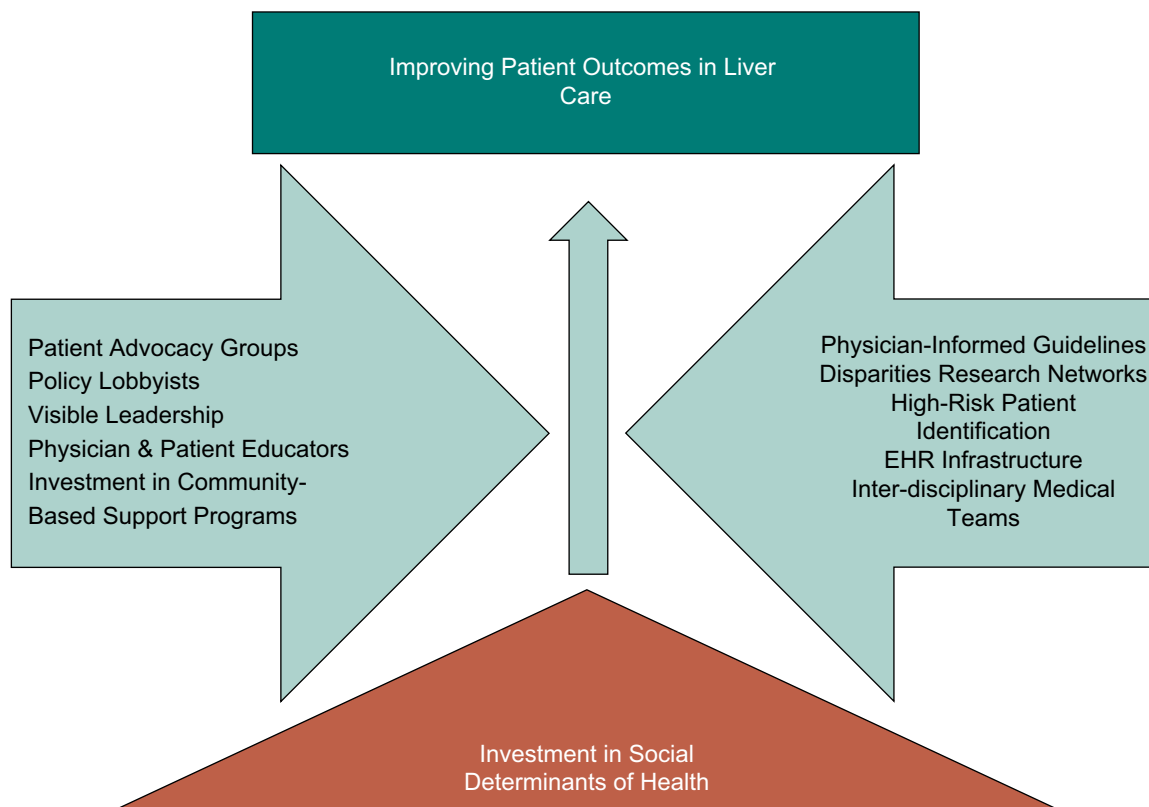 Improving Patient Outcomes in Liver
Care
Patient Advocacy Groups
Policy Lobbyists
Visible Leadership
Physician & Patient Educators
Investment in Community-
Based Support Programs
Physician-Informed Guidelines
Disparities Research Networks
High-Risk Patient
Identification
EHR Infrastructure
Inter-disciplinary Medical
Teams
Investment in Social
Determinants of Health